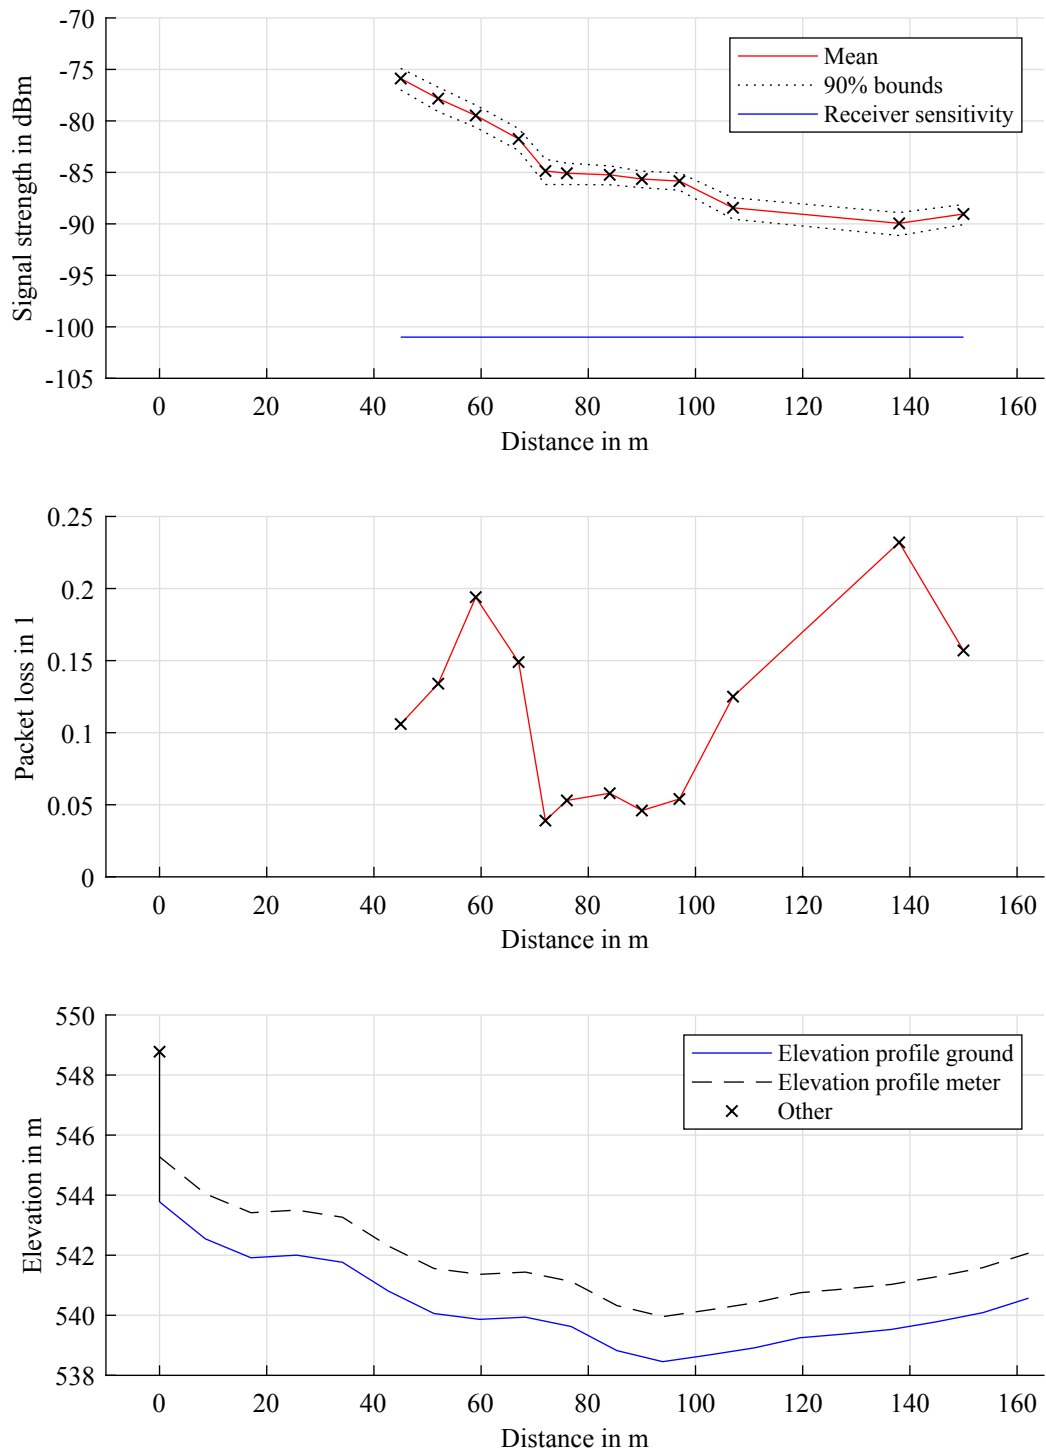 -70
-75
-80
-85
-90
-95
-100
-105
Signal strength in dBm
Mean
90% bounds
Receiver sensitivity
0 20 40 60 80 100 120 140 160
Distance in m
0.25
0.2
0.15
0.1
0.05
0
Packet loss in 1
0 20 40 60 80 100 120 140 160
Distance in m
550
548
546
544
542
540
538
Elevation in m
Elevation profile ground
Elevation profile meter
Other
0 20 40 60 80 100 120 140 160
Distance in m